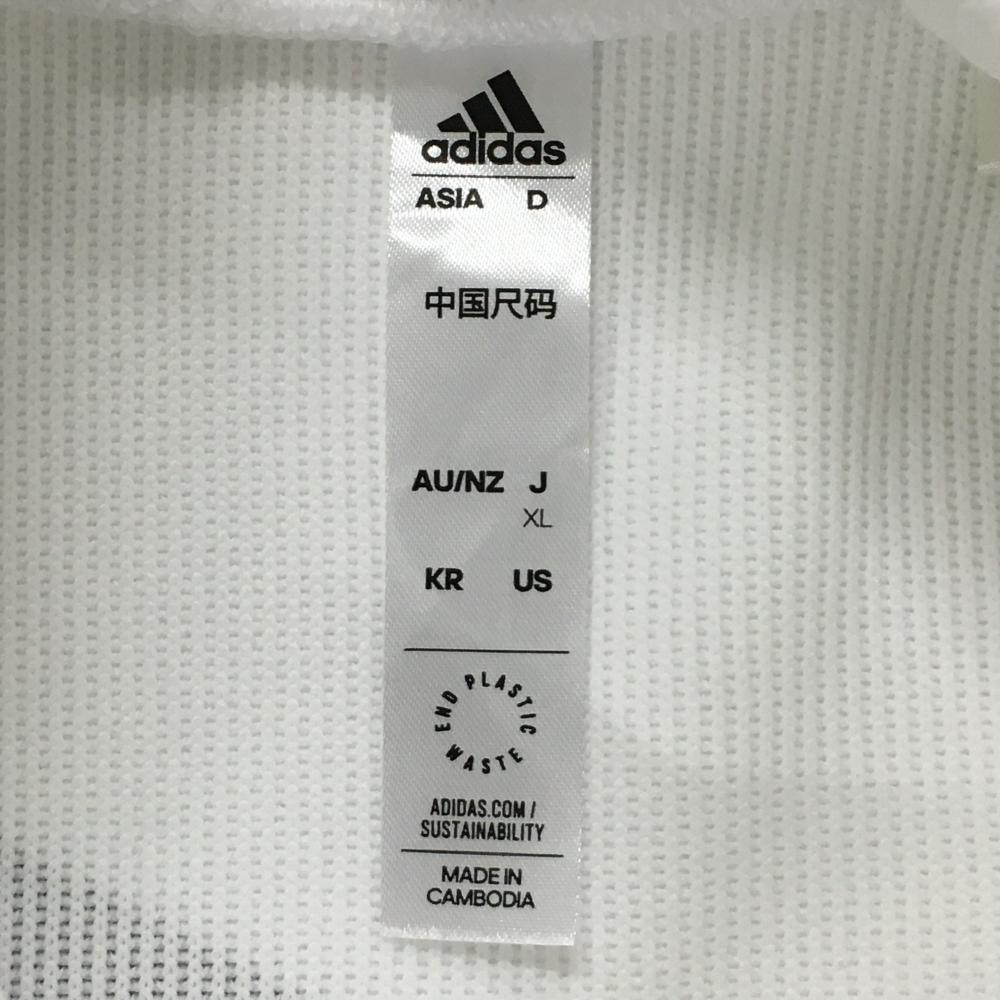 adidas
ASIA D
中国尺码
AU/NZ J
XL
KR US
END PLASTIC WASTE
ADIDAS.COM /
SUSTAINABILITY
MADE IN
CAMBODIA